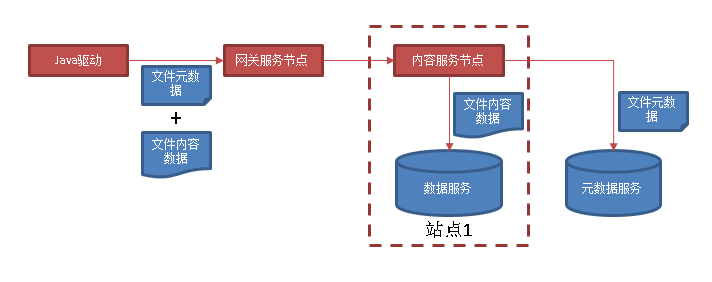 Java驱动
网关服务节点
内容服务节点
文件元数
据
+
文件内容
数据
文件内容
数据
文件元数
据
数据服务
元数据服务
站点1